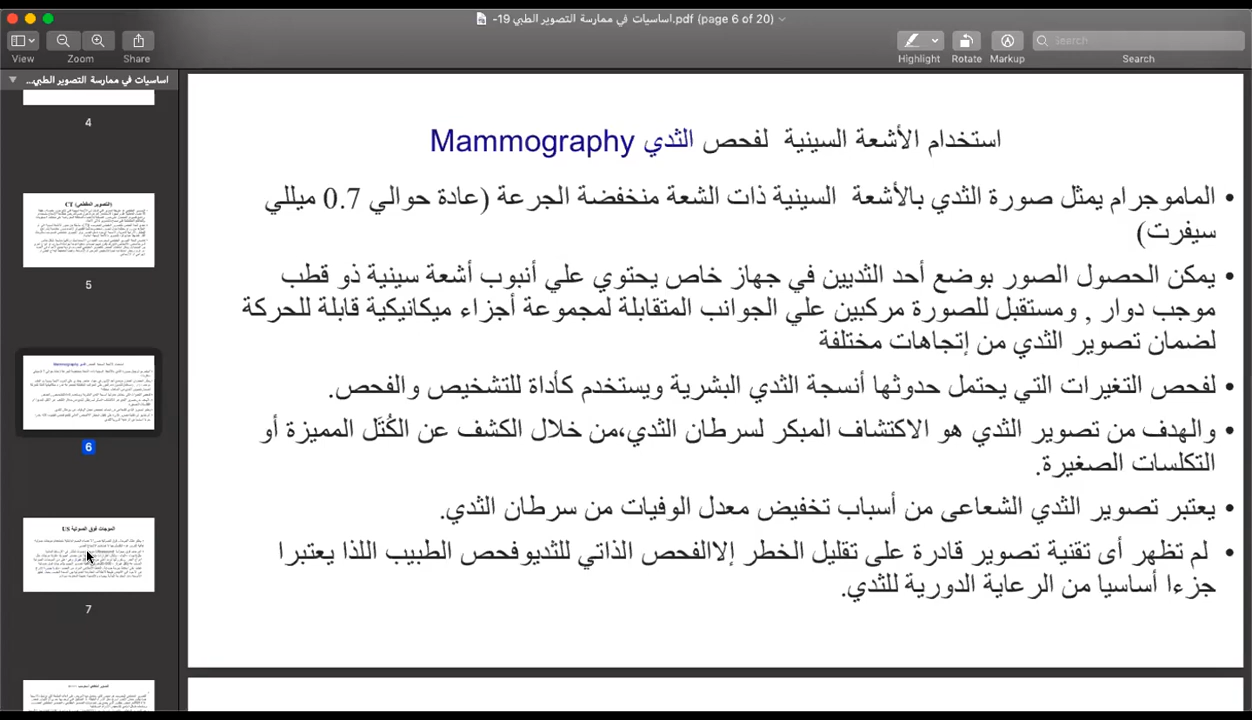 اساسيات في ممارسة التصوير الطبي 19-.pdf (page 6 of 20)
View
Zoom
Share
Highlight
Rotate
Markup
Search
Search
اساسيات في ممارسة التصوير الطبي...
4
CT (التصوير المقطعي)
5
6
الموجات فوق الصوتية US
7
استخدام الأشعة السينية لفحص الثدي Mammography
• الماموجرام يمثل صورة الثدي بالأشعة السينية ذات الشعة منخفضة الجرعة (عادة حوالي 0.7 ميللي
سيفرت)
• يمكن الحصول الصور بوضع أحد الثديين في جهاز خاص يحتوي علي أنبوب أشعة سينية ذو قطب
موجب دوار , ومستقبل للصورة مركبين علي الجوانب المتقابلة لمجموعة أجزاء ميكانيكية قابلة للحركة
لضمان تصوير الثدي من إتجاهات مختلفة
• لفحص التغيرات التي يحتمل حدوثها أنسجة الثدي البشرية ويستخدم كأداة للتشخيص والفحص.
• والهدف من تصوير الثدي هو الاكتشاف المبكر لسرطان الثدي،من خلال الكشف عن الكُتَل المميزة أو
التكلسات الصغيرة.
• يعتبر تصوير الثدي الشعاعى من أسباب تخفيض معدل الوفيات من سرطان الثدي.
• لم تظهر أى تقنية تصوير قادرة على تقليل الخطر إلاالفحص الذاتي للثديوفحص الطبيب اللذا يعتبرا
جزءا أساسيا من الرعاية الدورية للثدي.